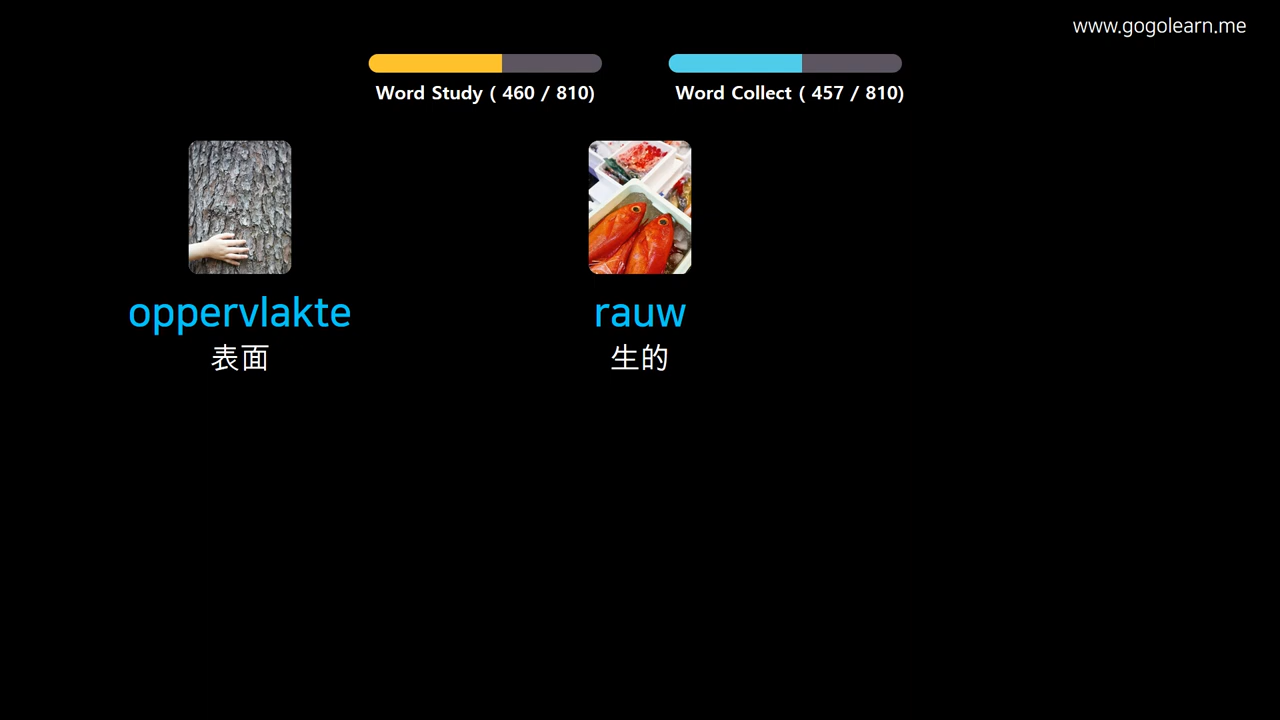 www.gogolearn.me
Word Study ( 460 / 810)
Word Collect ( 457 / 810)
oppervlakte
表面
rauw
生的